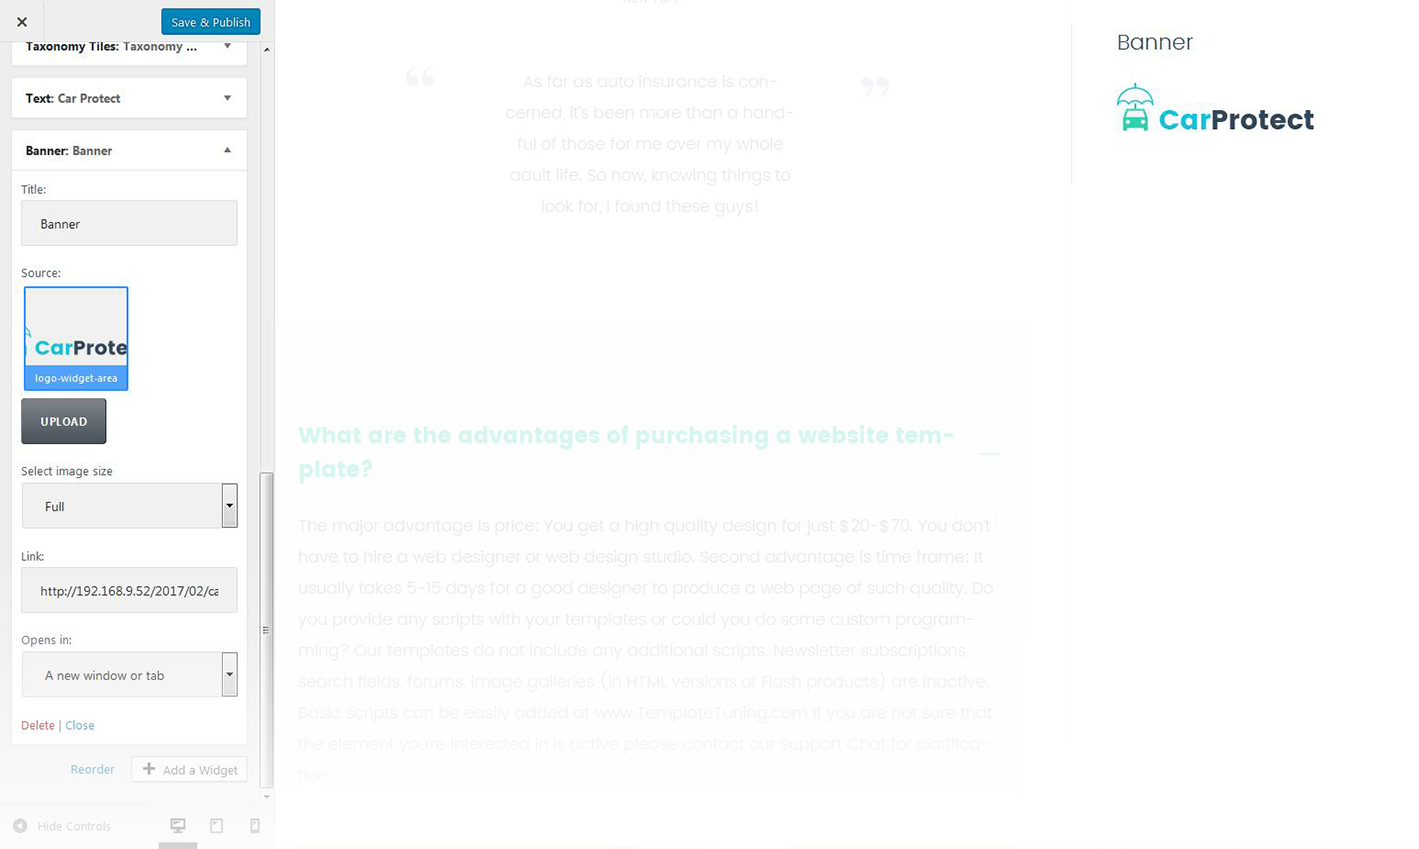 Save & Publish
Taxonomy Tiles: Taxonomy ...
Text: Car Protect
Banner: Banner
Title:
Banner
Source:
CarProte
logo-widget-area
UPLOAD
Select image size
Full
Link:
http://192.168.9.52/2017/02/ca
Opens in:
A new window or tab
Delete | Close
Reorder
Add a Widget
Hide Controls
As far as auto insurance is con-
cerned, it's been more than a hand-
ful of those for me over my whole
adult life. So now, knowing things to
look for, I found these guys!
What are the advantages of purchasing a website tem-
plate?
The major advantage is price: You get a high quality design for just $20-$70. You don't
have to hire a web designer or web design studio. Second advantage is time frame: It
usually takes 5-15 days for a good designer to produce a web page of such quality. Do
you provide any scripts with your templates or could you do some custom program-
ming? Our templates do not include any additional scripts. Newsletter subscriptions,
search fields, forums, image galleries (in HTML versions of Flash products) are inactive.
Basic scripts can be easily added at www.TemplateTuning.com If you are not sure that
the element you're interested in is active please contact our Support Chat for clarifica-
tion.
Banner
CarProtect